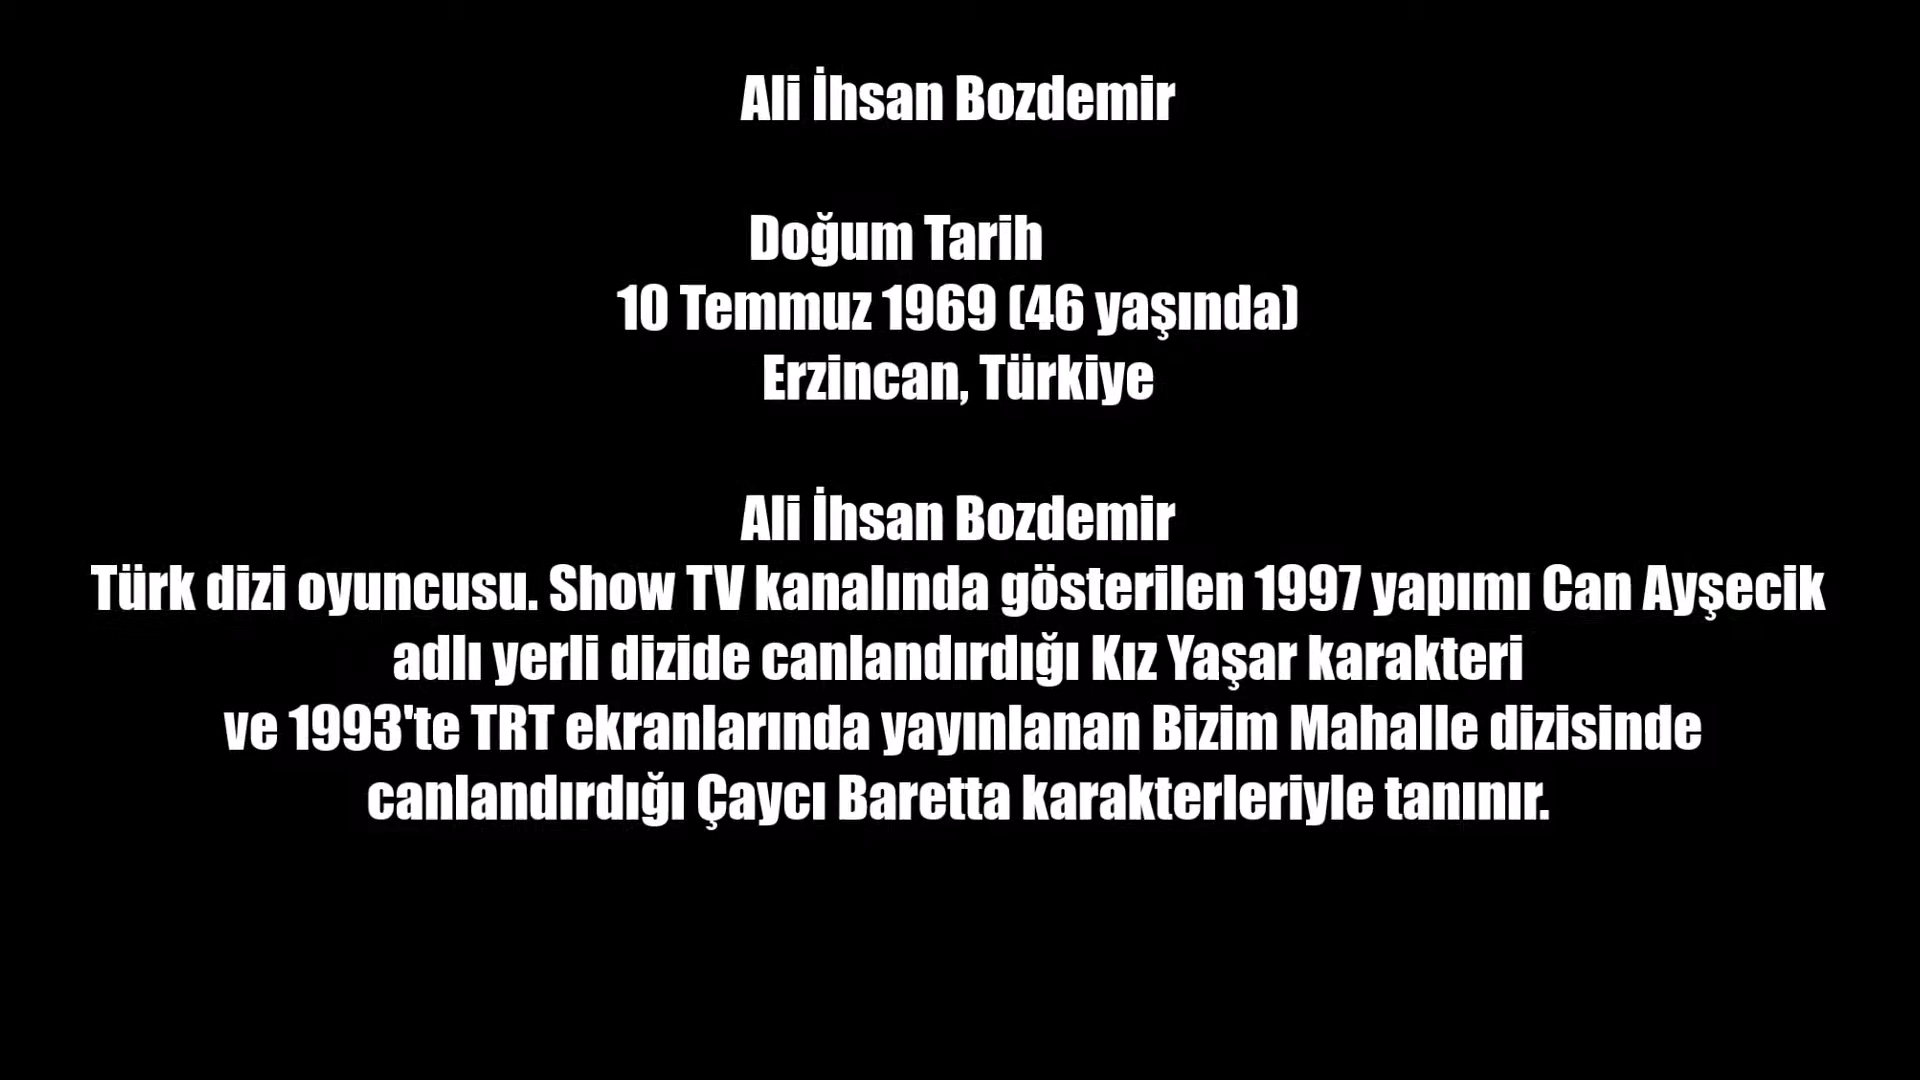 Ali İhsan Bozdemir
Doğum Tarih
10 Temmuz 1969 (46 yaşında)
Erzincan, Türkiye
Ali İhsan Bozdemir
Türk dizi oyuncusu. Show TV kanalında gösterilen 1997 yapımı Can Ayşecik
adlı yerli dizide canlandırdığı Kız Yaşar karakteri
ve 1993'te TRT ekranlarında yayınlanan Bizim Mahalle dizisinde
canlandırdığı Çaycı Baretta karakterleriyle tanınır.